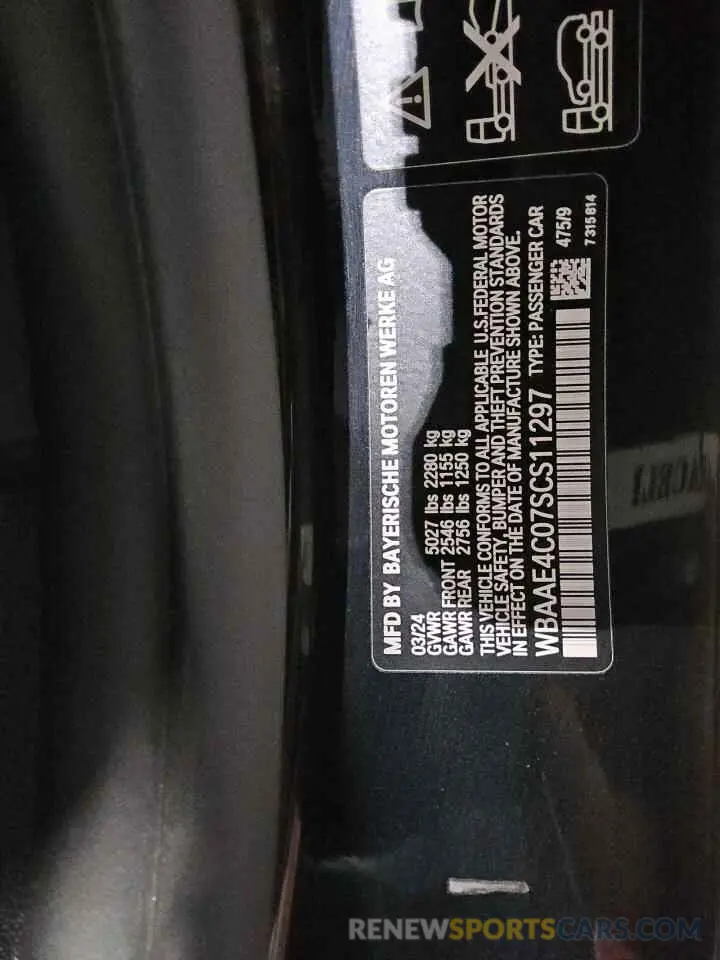 MFD BY BAYERISCHE MOTOREN WERKE AG
03/24
GVWR 5027 lbs 2280 kg
GAWR FRONT 2546 lbs 1155 kg
GAWR REAR 2756 lbs 1250 kg
THIS VEHICLE CONFORMS TO ALL APPLICABLE U.S.FEDERAL MOTOR
VEHICLE SAFETY, BUMPER AND THEFT PREVENTION STANDARDS
IN EFFECT ON THE DATE OF MANUFACTURE SHOWN ABOVE.
WBAAE4C07SCS11297 TYPE: PASSENGER CAR
475/9
7315814
RENEWSPORTSCARS.COM